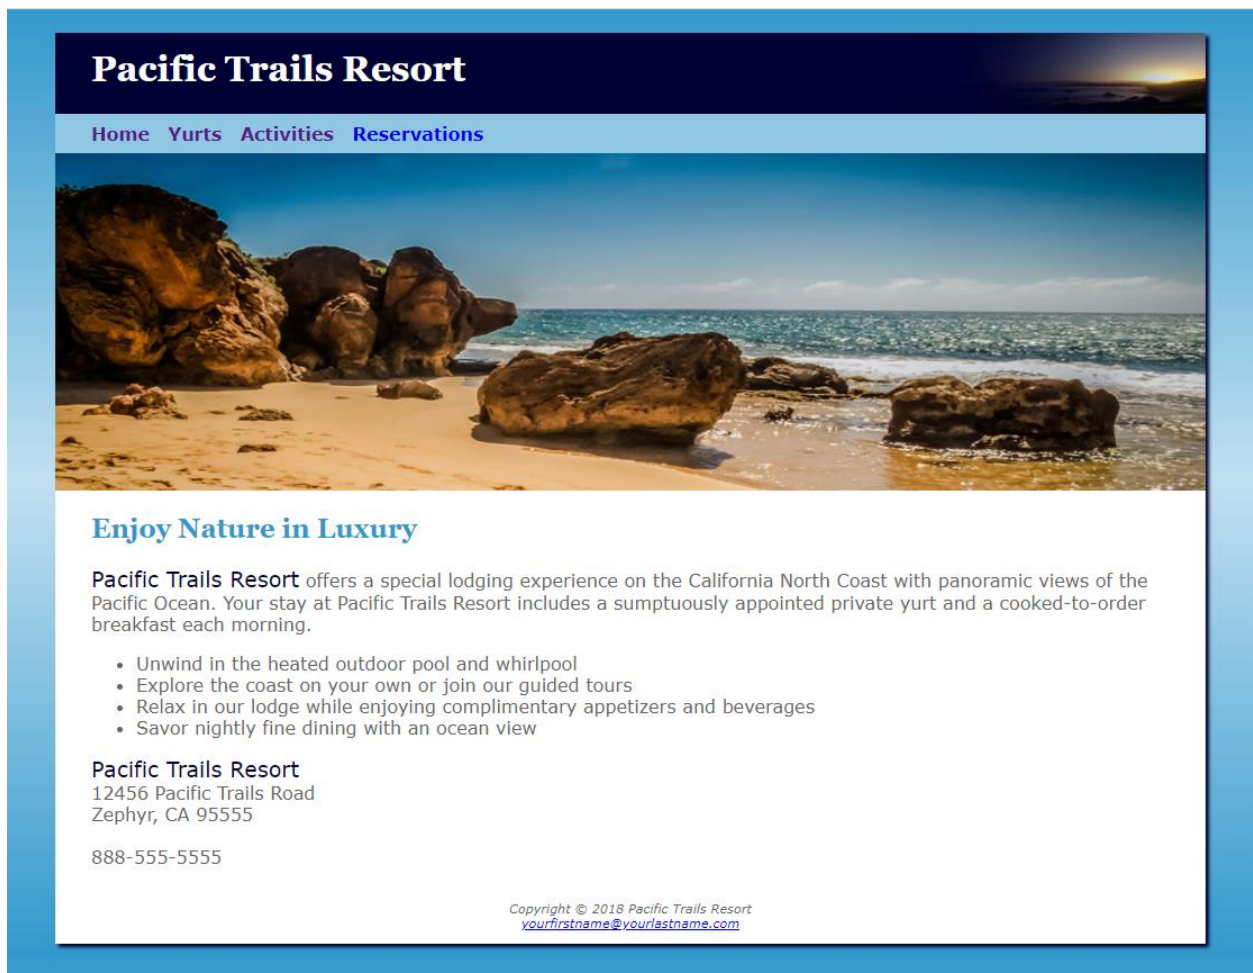 Pacific Trails Resort
Home Yurts Activities Reservations
Enjoy Nature in Luxury
Pacific Trails Resort offers a special lodging experience on the California North Coast with panoramic views of the
Pacific Ocean. Your stay at Pacific Trails Resort includes a sumptuously appointed private yurt and a cooked-to-order
breakfast each morning.
• Unwind in the heated outdoor pool and whirlpool
• Explore the coast on your own or join our guided tours
• Relax in our lodge while enjoying complimentary appetizers and beverages
• Savor nightly fine dining with an ocean view
Pacific Trails Resort
12456 Pacific Trails Road
Zephyr, CA 95555
888-555-5555
Copyright © 2018 Pacific Trails Resort
yourfirstname@yourlastname.com